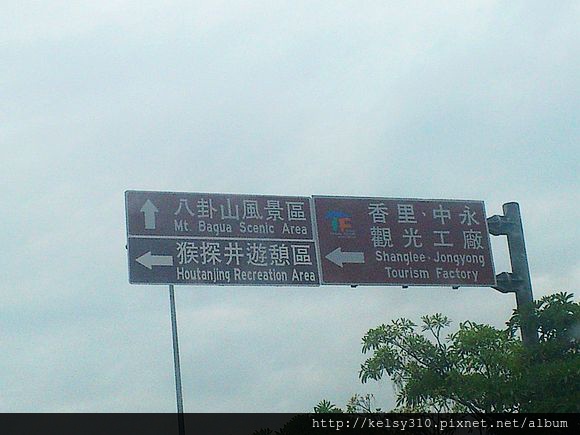 八卦山風景區
Mt. Bagua Scenic Area
猴探井遊憩區
Houtanjing Recreation Area
香里·中永
觀光工廠
Shanglee·Jongyong
Tourism Factory
http://kelsy310.pixnet.net/album